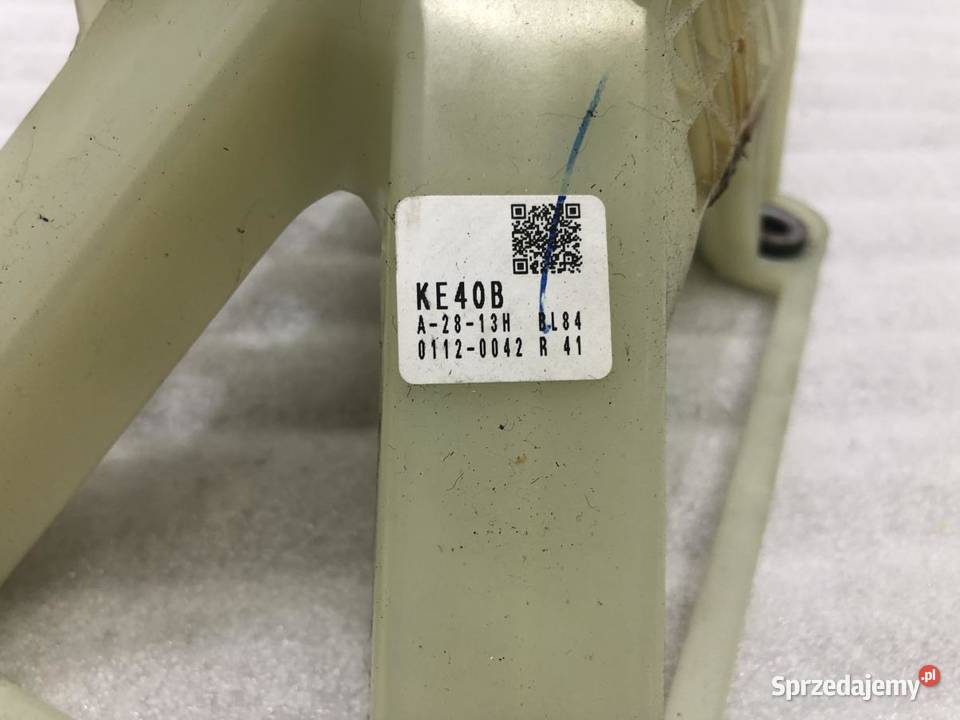 KE40B
A-28-13H BL84
0112-0042 R 41
Sprzedajemy.pl